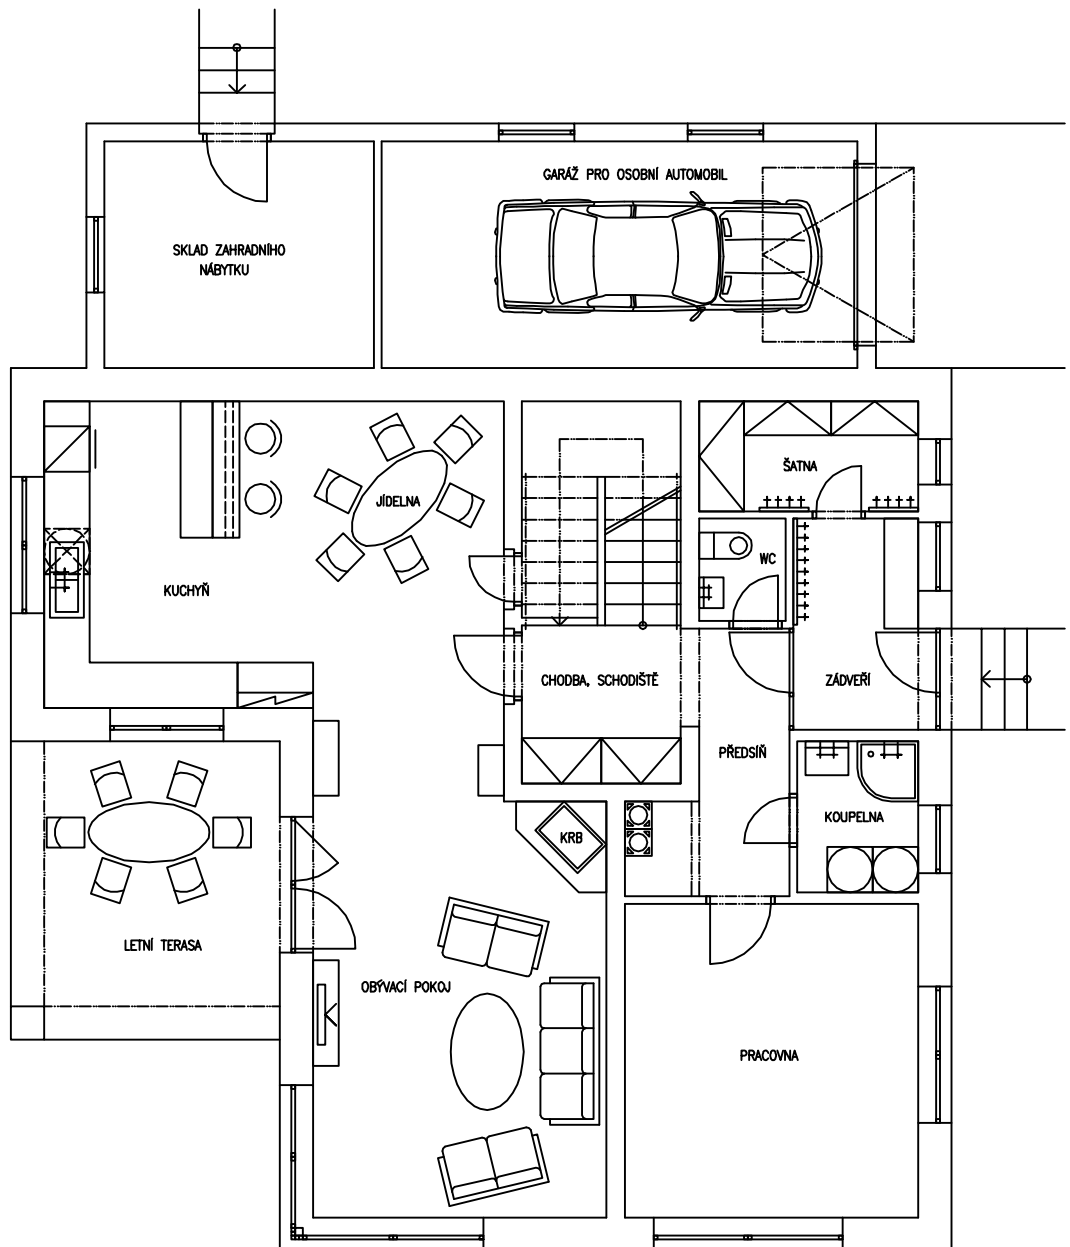 GARÁŽ PRO OSOBNÍ AUTOMOBIL
SKLAD ZAHRADNÍHO
NÁBYTKU
ŠATNA
JÍDELNA
WC
KUCHYŇ
CHODBA, SCHODIŠTĚ
ZÁDVEŘÍ
PŘEDSÍŇ
KOUPELNA
KRB
LETNÍ TERASA
OBÝVACÍ POKOJ
PRACOVNA